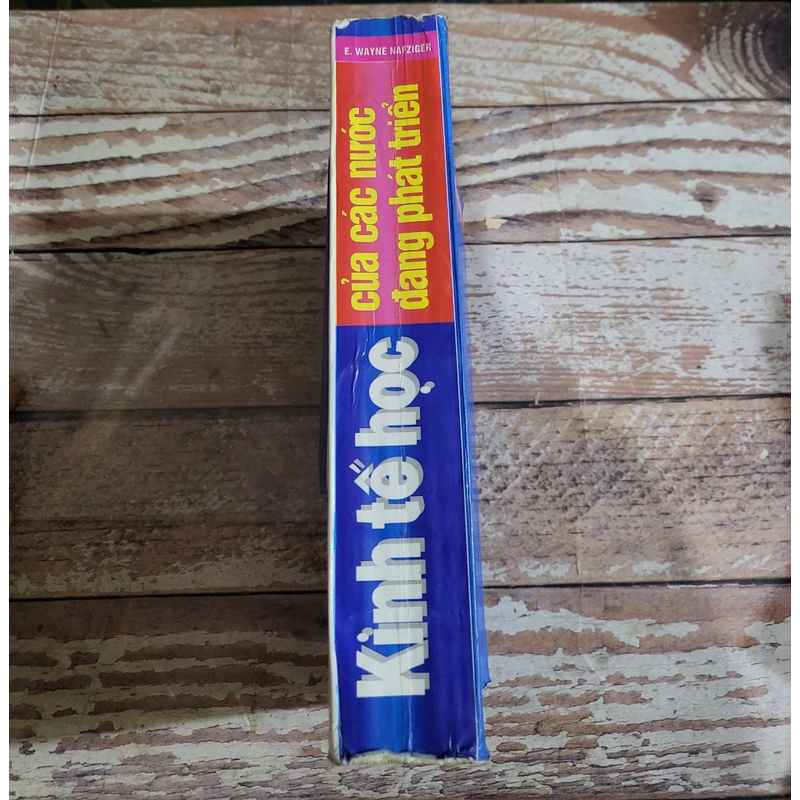 E. WAYNE NAFZIGER
Kinh tế học
của các nước
đang phát triển